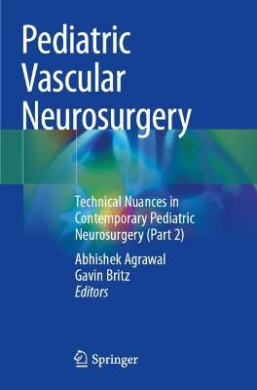 Pediatric
Vascular
Neurosurgery
Technical Nuances in
Contemporary Pediatric
Neurosurgery (Part 2)
Abhishek Agrawal
Gavin Britz
Editors
Springer